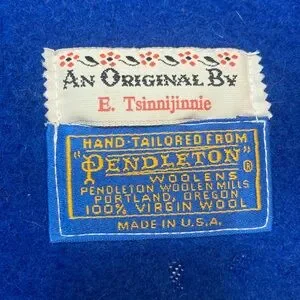 AN ORIGINAL BY
E. Tsinnijinnie
HAND-TAILORED FROM
"PENDLETON"®
WOOLENS
PENDLETON WOOLEN MILLS
PORTLAND, OREGON
100% VIRGIN WOOL
MADE IN U.S.A.